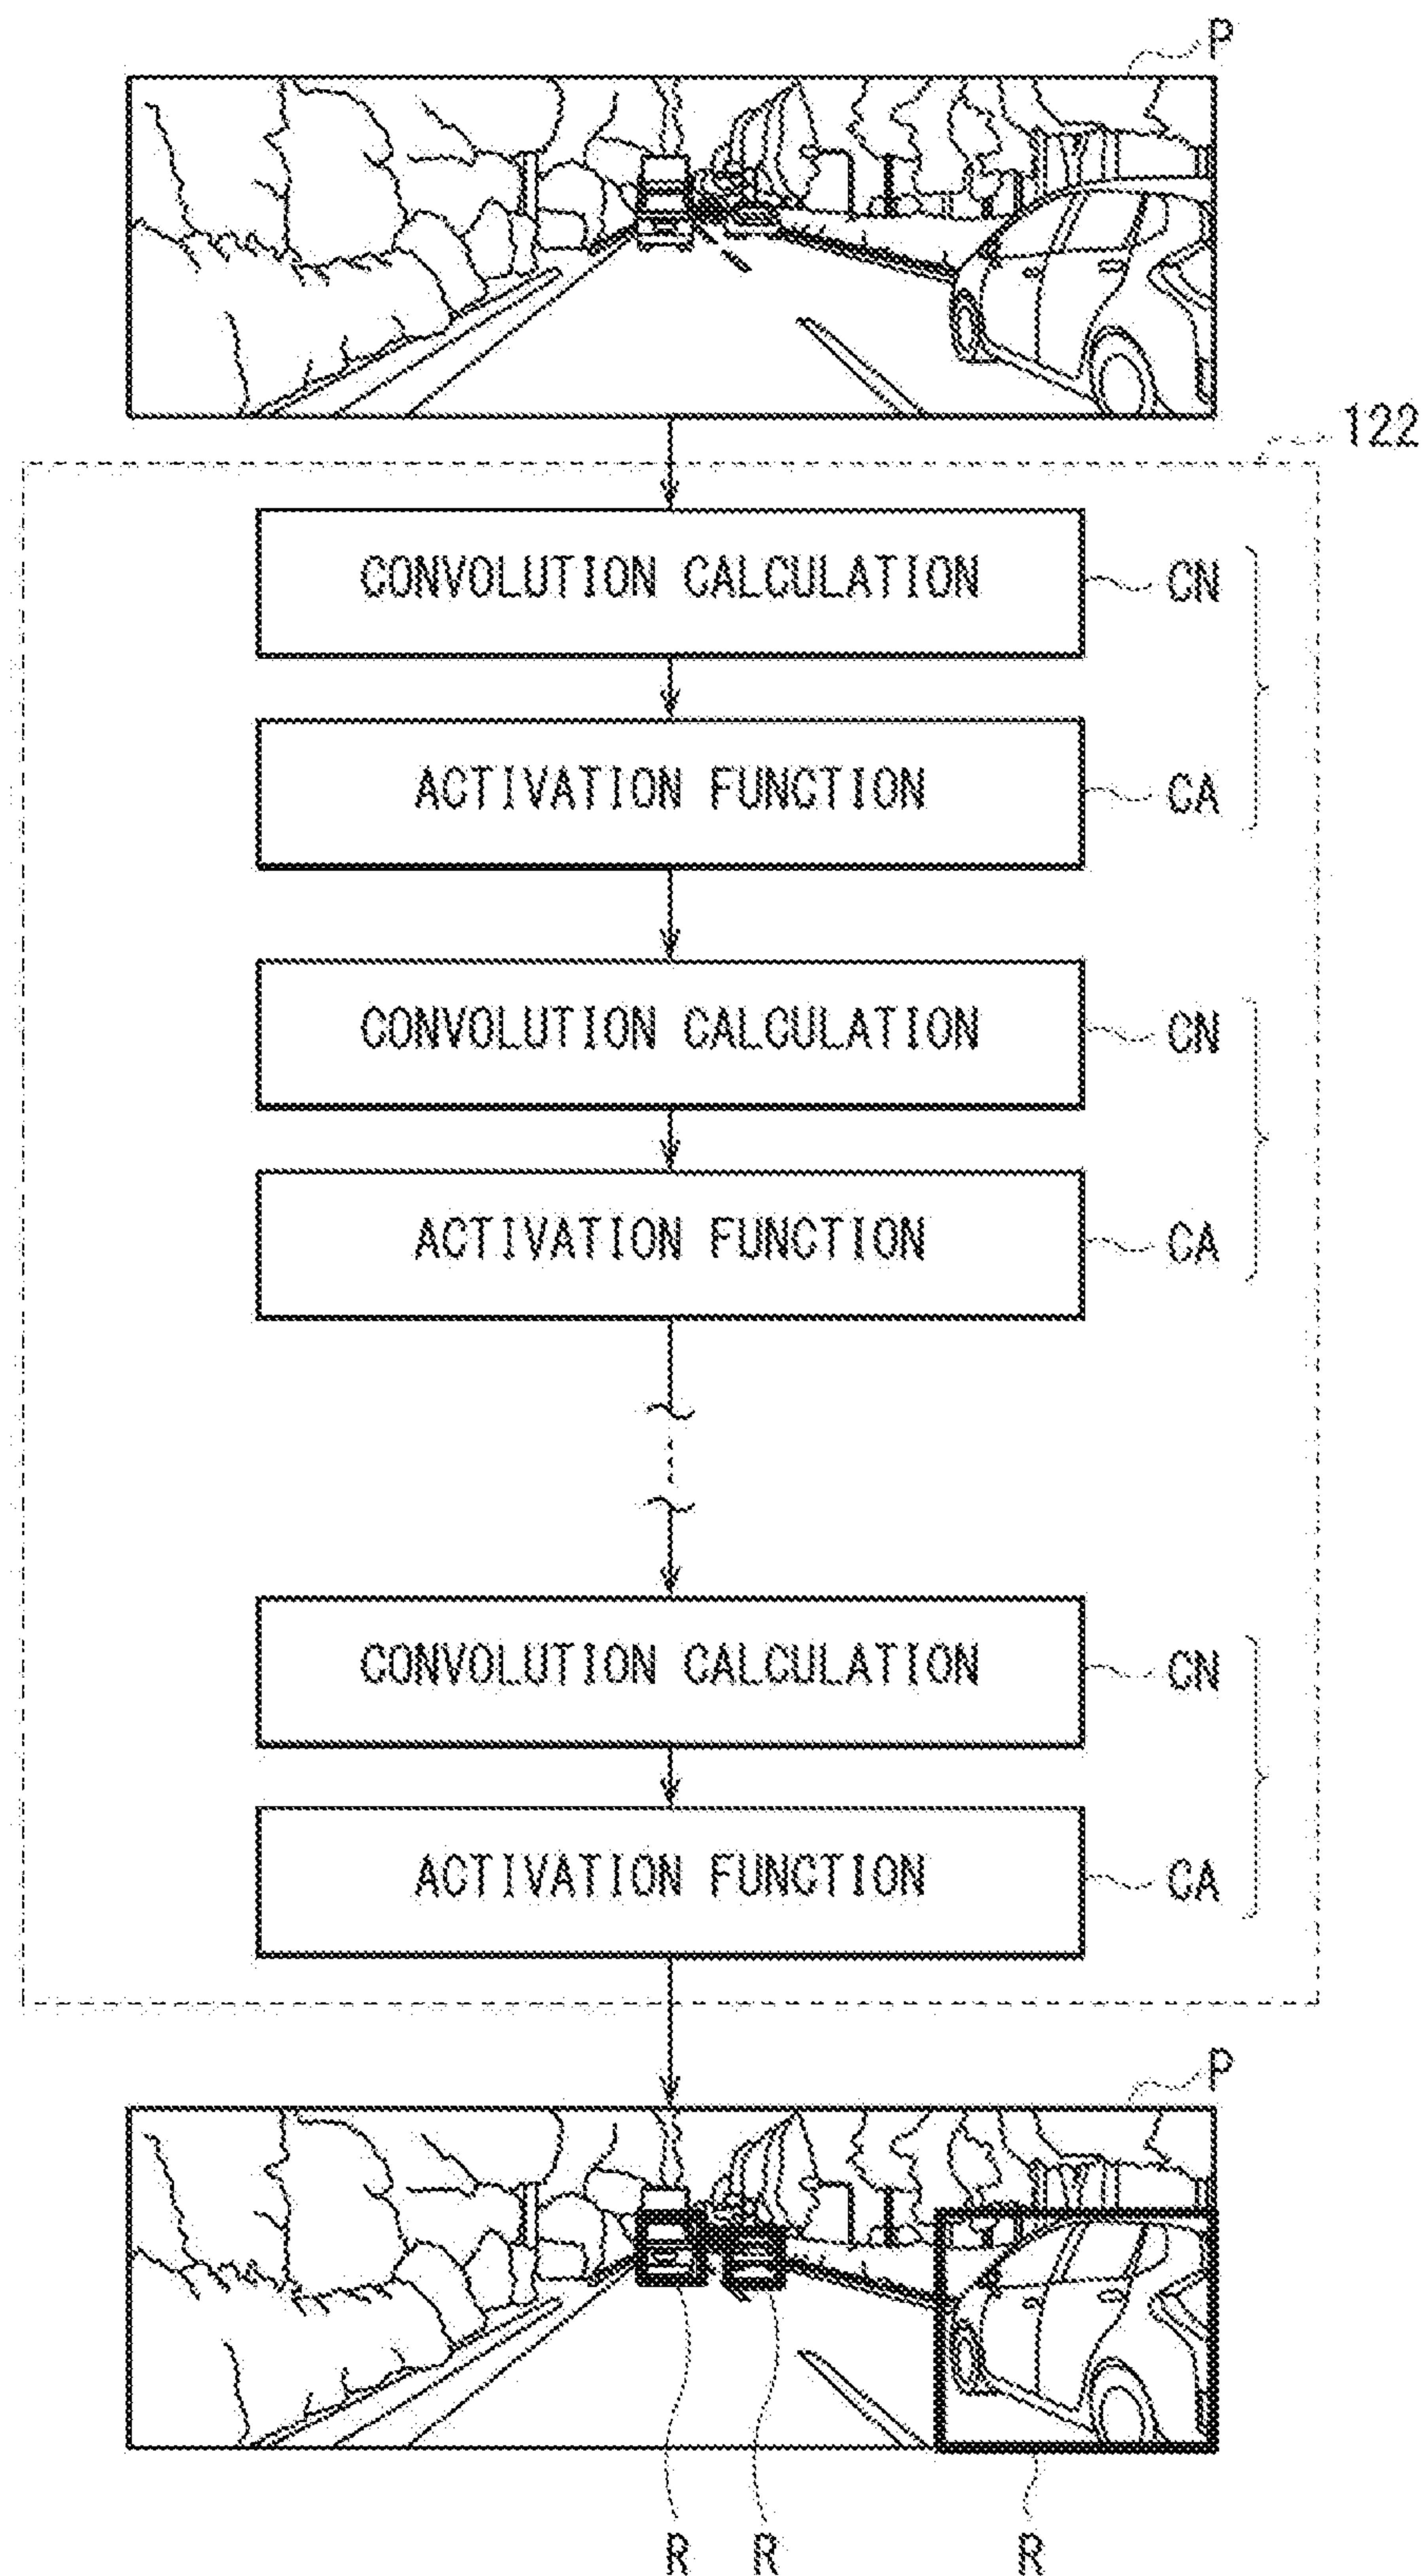 P
122
CONVOLUTION CALCULATION CN
ACTIVATION FUNCTION CA
CONVOLUTION CALCULATION CN
ACTIVATION FUNCTION CA
CONVOLUTION CALCULATION CN
ACTIVATION FUNCTION CA
P
R R R